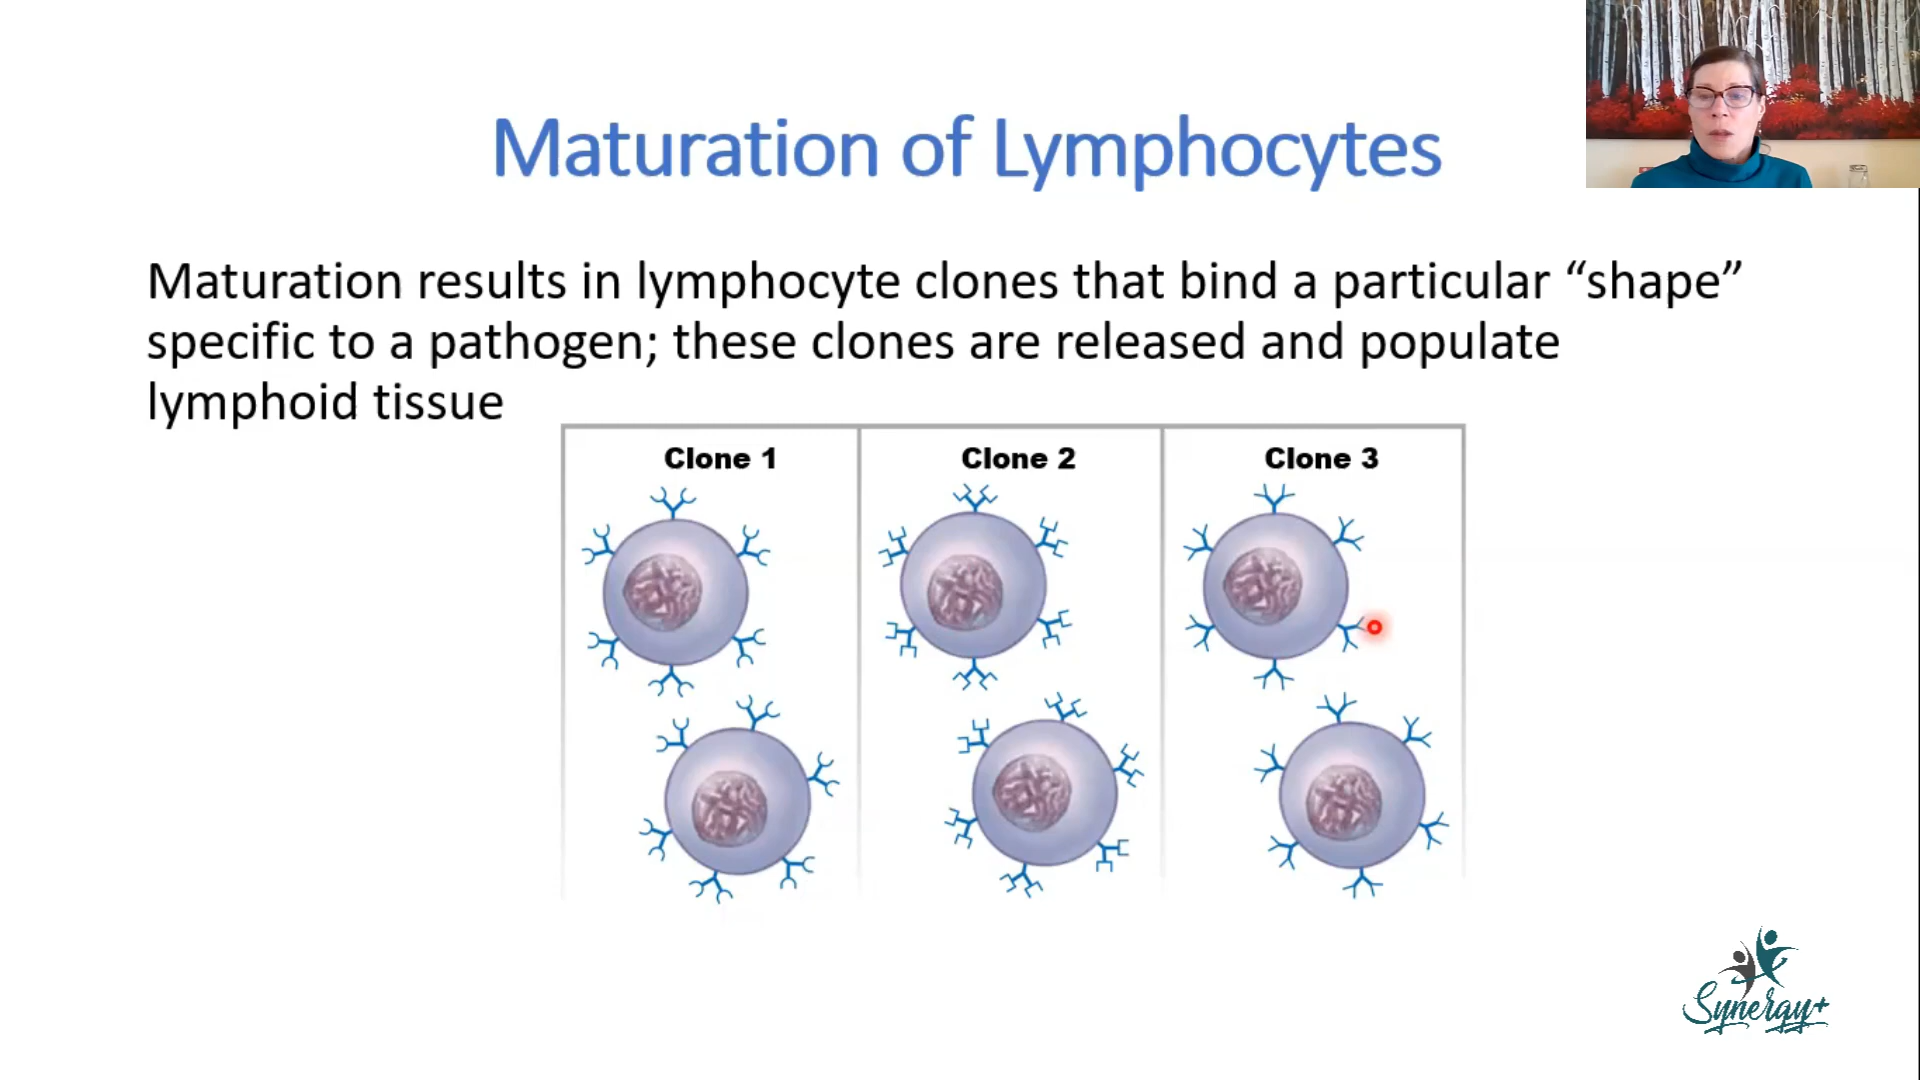 Maturation of Lymphocytes
Maturation results in lymphocyte clones that bind a particular “shape”
specific to a pathogen; these clones are released and populate
lymphoid tissue
Clone 1
Clone 2
Clone 3
Synergy+